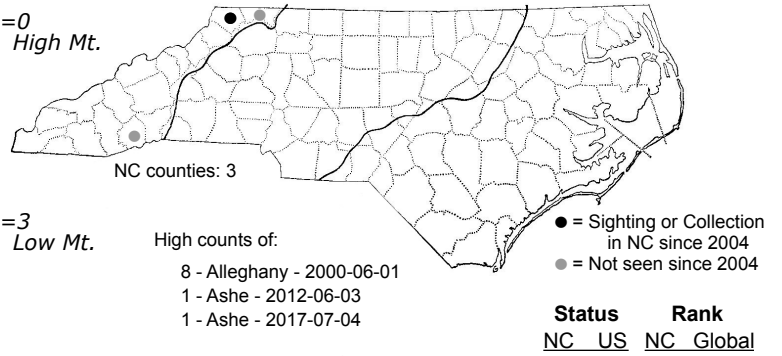 =0
High Mt.
NC counties: 3
=3
Low Mt.
High counts of:
8 - Alleghany - 2000-06-01
1 - Ashe - 2012-06-03
1 - Ashe - 2017-07-04
● = Sighting or Collection
in NC since 2004
● = Not seen since 2004
Status Rank
NC US NC Global